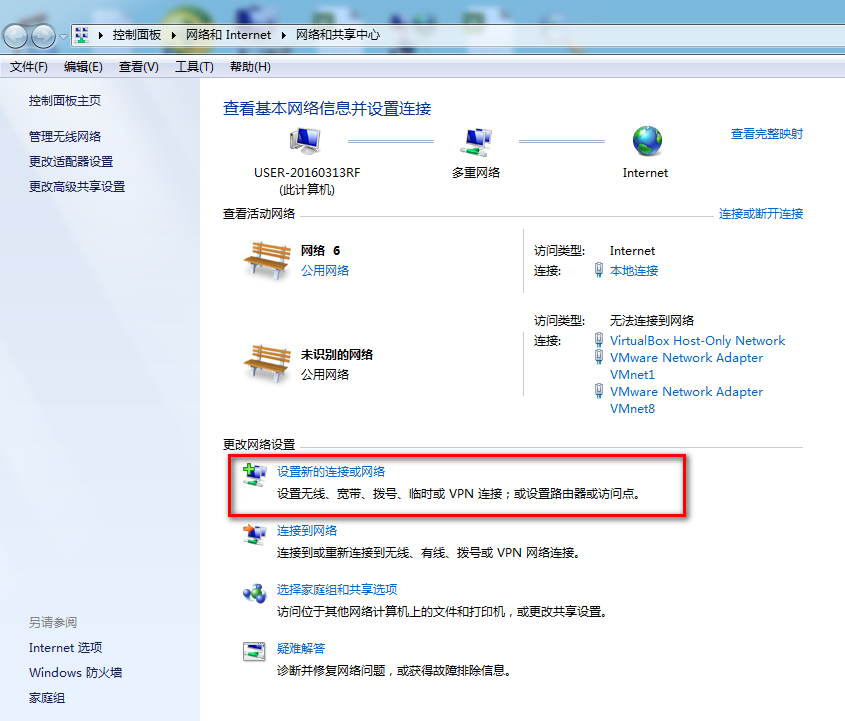 控制面板 ▸ 网络和 Internet ▸ 网络和共享中心
文件(F) 编辑(E) 查看(V) 工具(T) 帮助(H)
控制面板主页
管理无线网络
更改适配器设置
更改高级共享设置
查看基本网络信息并设置连接
查看完整映射
USER-20160313RF
(此计算机)
多重网络
Internet
查看活动网络
连接或断开连接
网络 6
公用网络
访问类型: Internet
连接: 本地连接
未识别的网络
公用网络
访问类型: 无法连接到网络
连接: VirtualBox Host-Only Network
VMware Network Adapter
VMnet1
VMware Network Adapter
VMnet8
更改网络设置
设置新的连接或网络
设置无线、宽带、拨号、临时或 VPN 连接；或设置路由器或访问点。
连接到网络
连接到或重新连接到无线、有线、拨号或 VPN 网络连接。
选择家庭组和共享选项
访问位于其他网络计算机上的文件和打印机，或更改共享设置。
疑难解答
诊断并修复网络问题，或获得故障排除信息。
另请参阅
Internet 选项
Windows 防火墙
家庭组